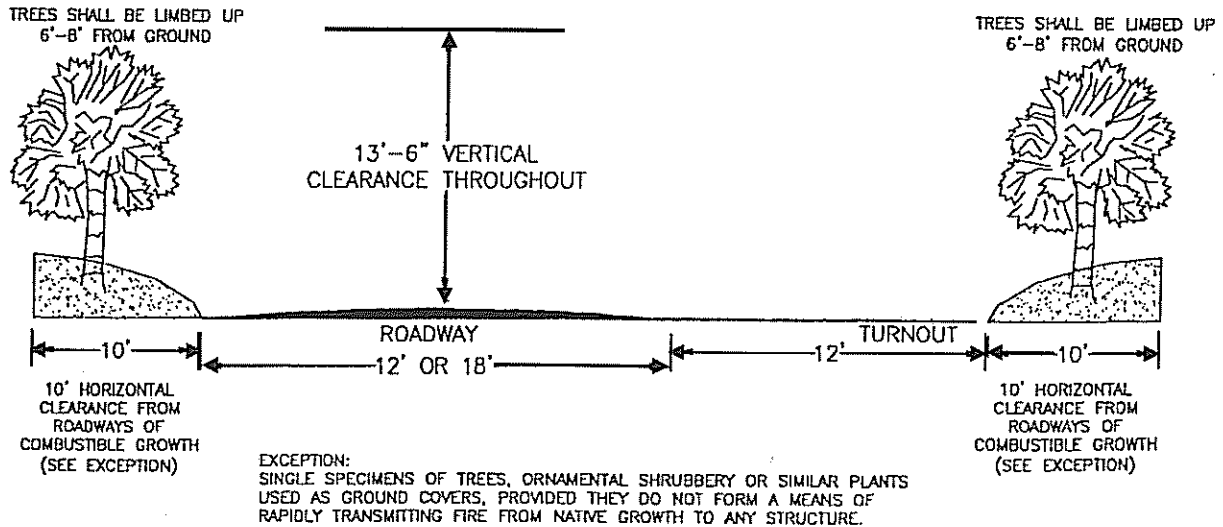 TREES SHALL BE LIMBED UP
6'-8' FROM GROUND
TREES SHALL BE LIMBED UP
6'-8' FROM GROUND
13'-6" VERTICAL
CLEARANCE THROUGHOUT
ROADWAY
TURNOUT
10'
12' OR 18'
12'
10'
10' HORIZONTAL
CLEARANCE FROM
ROADWAYS OF
COMBUSTIBLE GROWTH
(SEE EXCEPTION)
10' HORIZONTAL
CLEARANCE FROM
ROADWAYS OF
COMBUSTIBLE GROWTH
(SEE EXCEPTION)
EXCEPTION:
SINGLE SPECIMENS OF TREES, ORNAMENTAL SHRUBBERY OR SIMILAR PLANTS
USED AS GROUND COVERS, PROVIDED THEY DO NOT FORM A MEANS OF
RAPIDLY TRANSMITTING FIRE FROM NATIVE GROWTH TO ANY STRUCTURE.